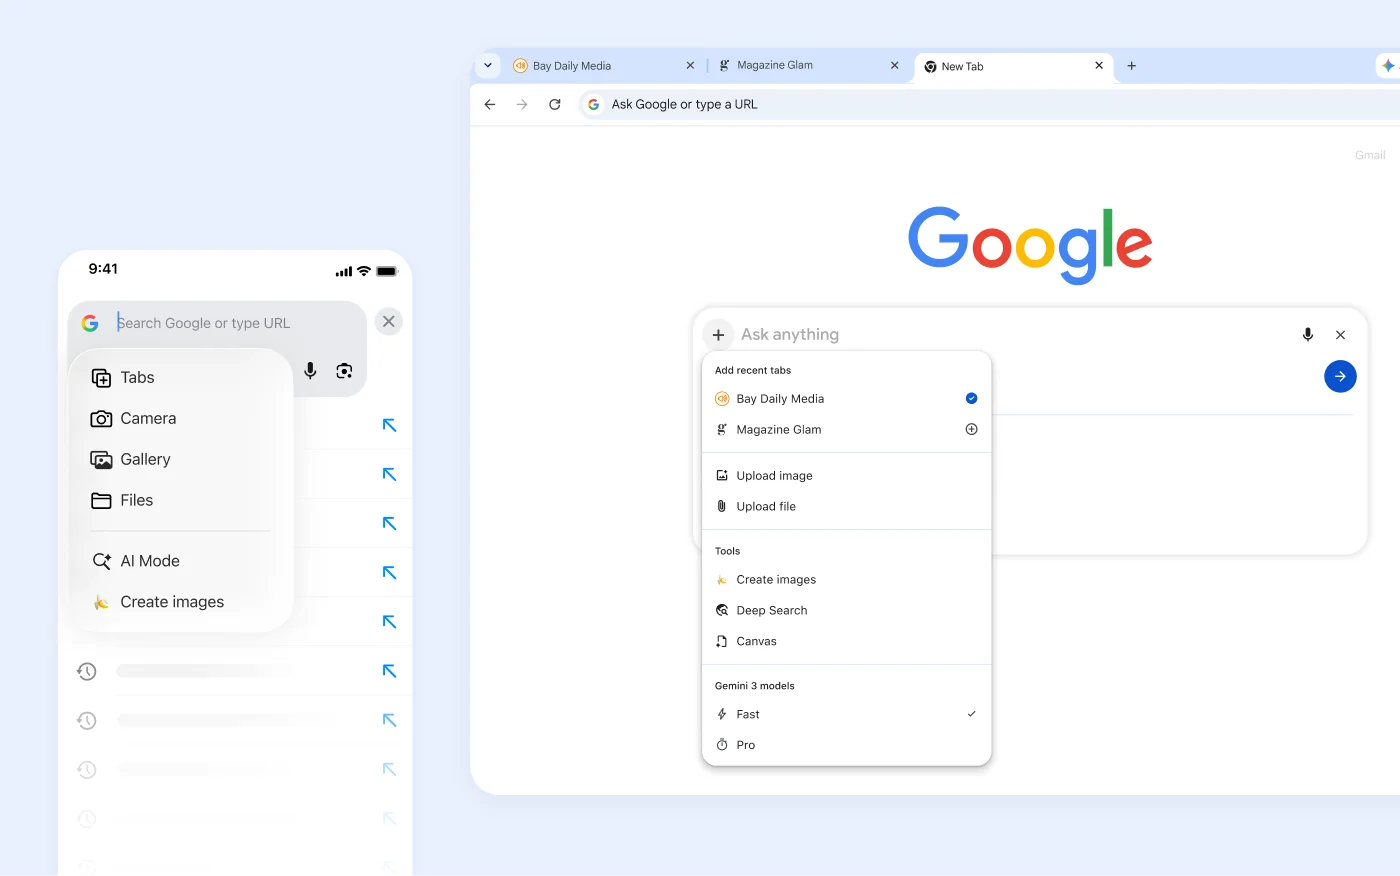 9:41
Search Google or type URL
Tabs
Camera
Gallery
Files
AI Mode
Create images
Bay Daily Media
Magazine Glam
New Tab
Ask Google or type a URL
Gmail
Google
Ask anything
Add recent tabs
Bay Daily Media
Magazine Glam
Upload image
Upload file
Tools
Create images
Deep Search
Canvas
Gemini 3 models
Fast
Pro